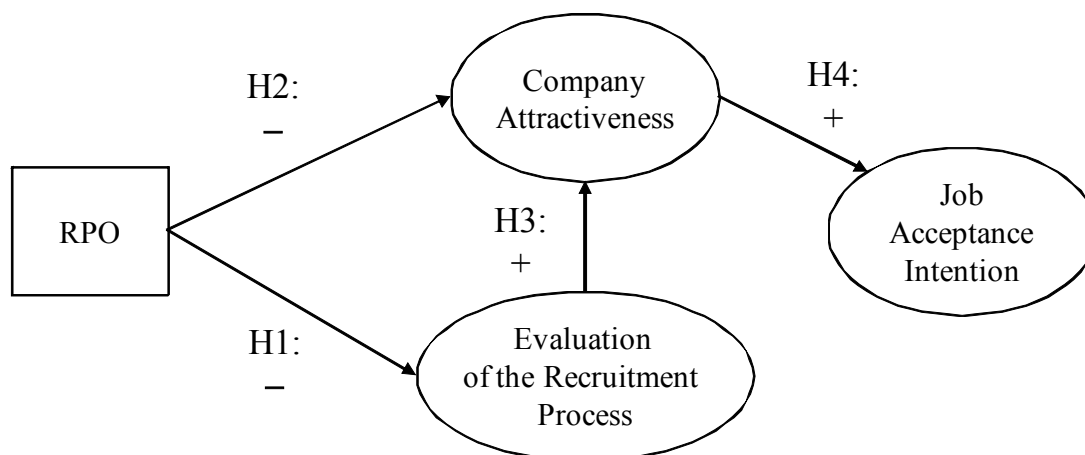 H2:
−
Company
Attractiveness
H4:
+
RPO
H3:
+
Job
Acceptance
Intention
H1:
−
Evaluation
of the Recruitment
Process